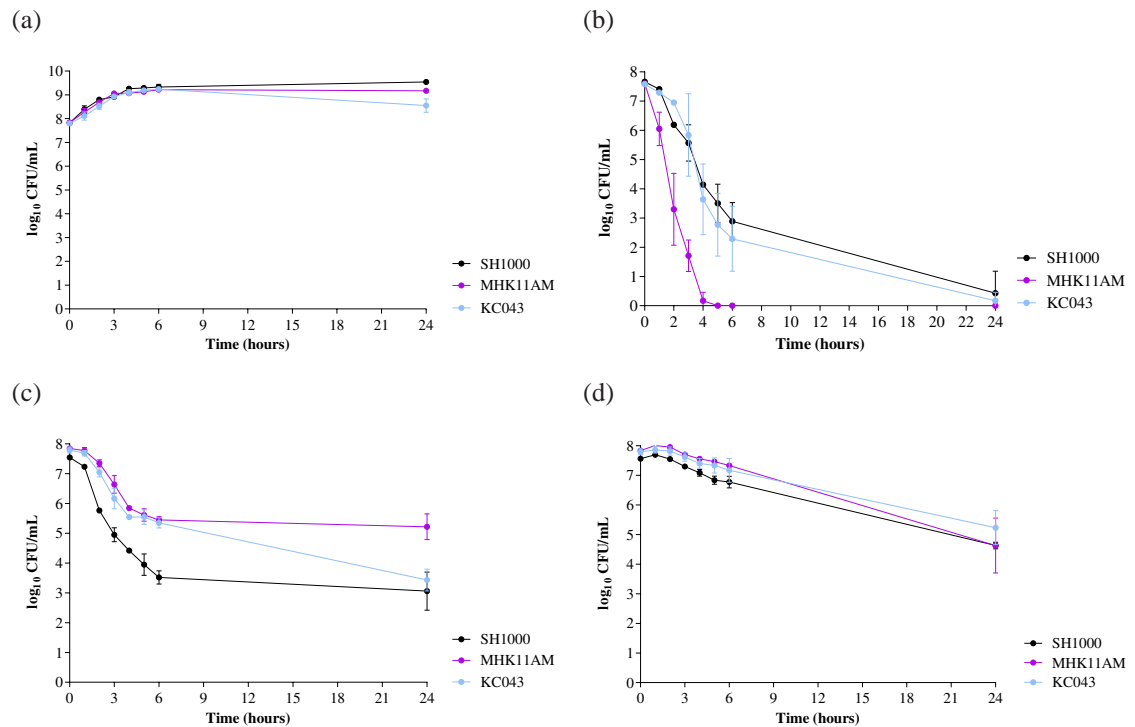 (a)
10
9
8
7
6
5
4
3
2
1
0
log₁₀ CFU/mL
0 3 6 9 12 15 18 21 24
Time (hours)
SH1000
MHK11AM
KC043
(b)
8
7
6
5
4
3
2
1
0
log₁₀ CFU/mL
0 2 4 6 8 10 12 14 16 18 20 22 24
Time (hours)
SH1000
MHK11AM
KC043
(c)
8
7
6
5
4
3
2
1
0
log₁₀ CFU/mL
0 3 6 9 12 15 18 21 24
Time (hours)
SH1000
MHK11AM
KC043
(d)
8
7
6
5
4
3
2
1
0
log₁₀ CFU/mL
0 3 6 9 12 15 18 21 24
Time (hours)
SH1000
MHK11AM
KC043